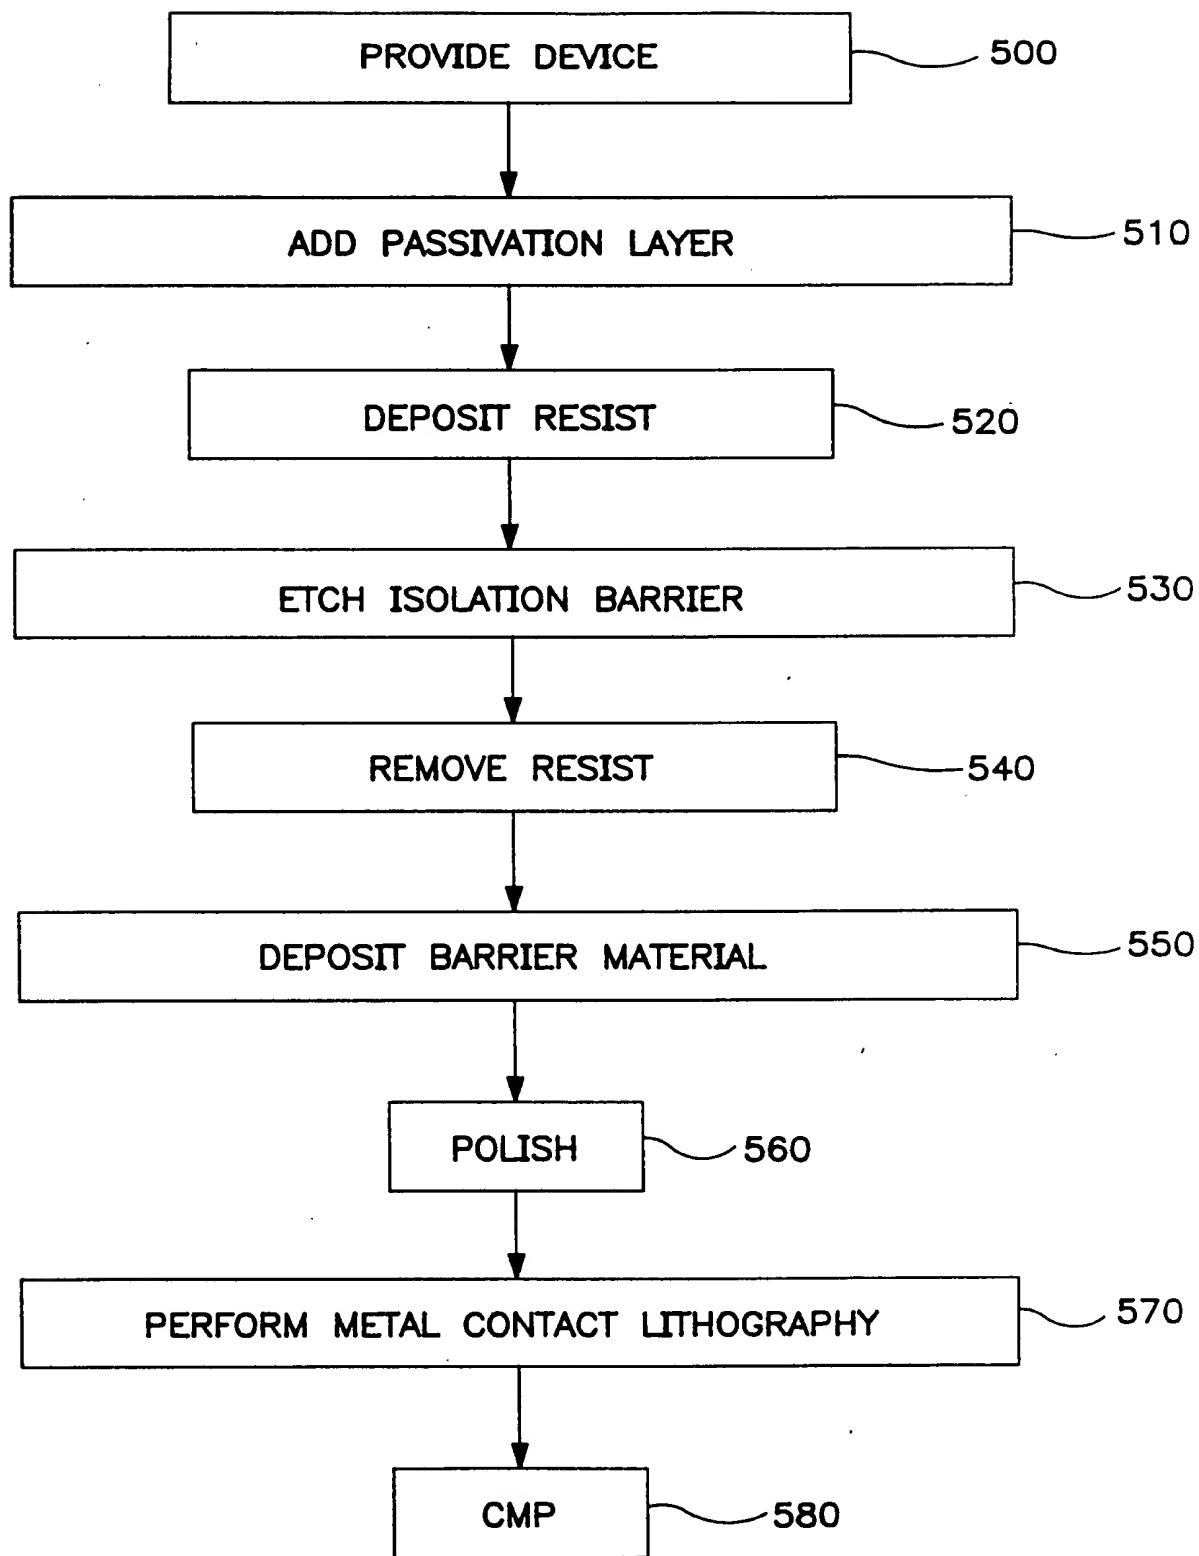 PROVIDE DEVICE 500
ADD PASSIVATION LAYER 510
DEPOSIT RESIST 520
ETCH ISOLATION BARRIER 530
REMOVE RESIST 540
DEPOSIT BARRIER MATERIAL 550
POLISH 560
PERFORM METAL CONTACT LITHOGRAPHY 570
CMP 580